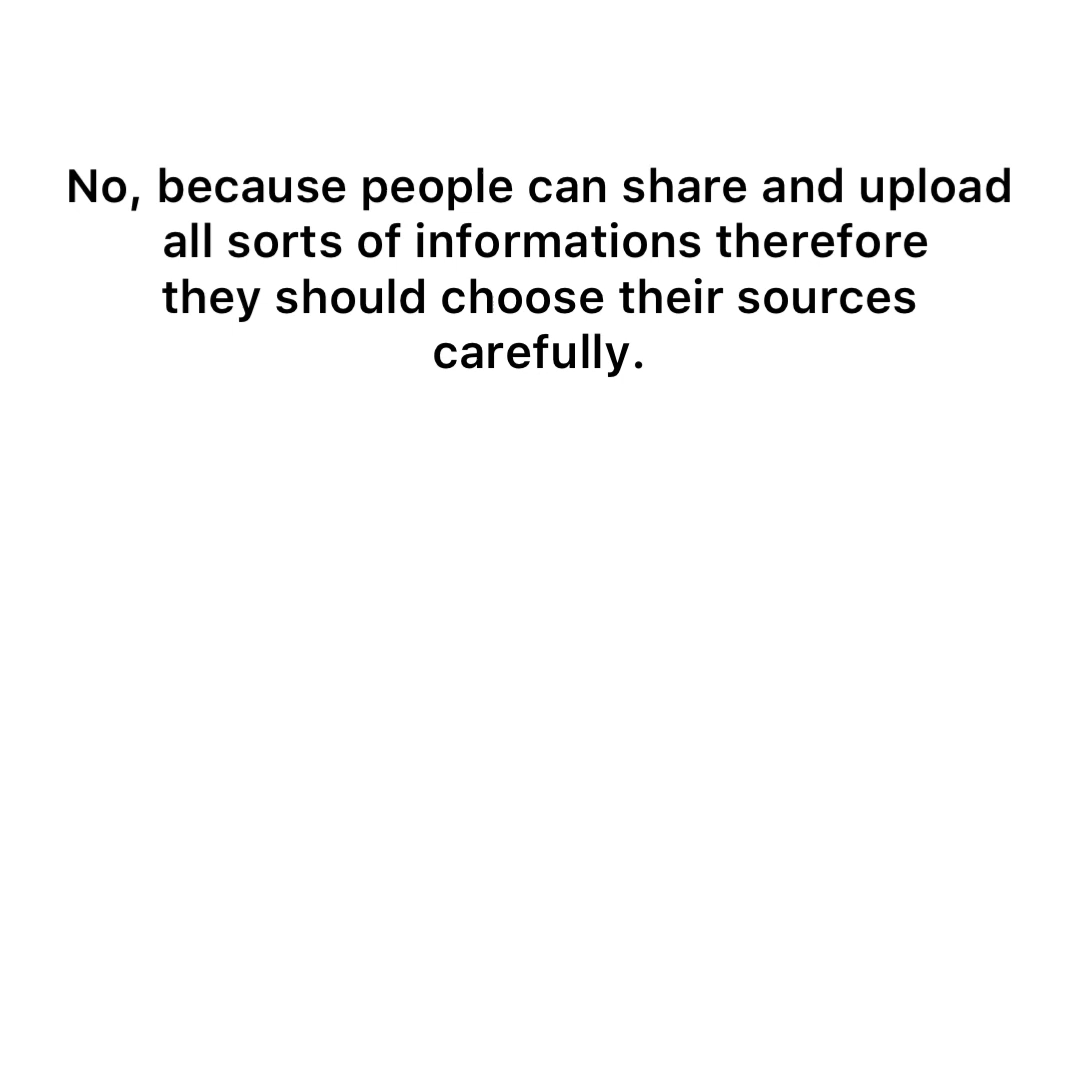 No, because people can share and upload
all sorts of informations therefore
they should choose their sources
carefully.